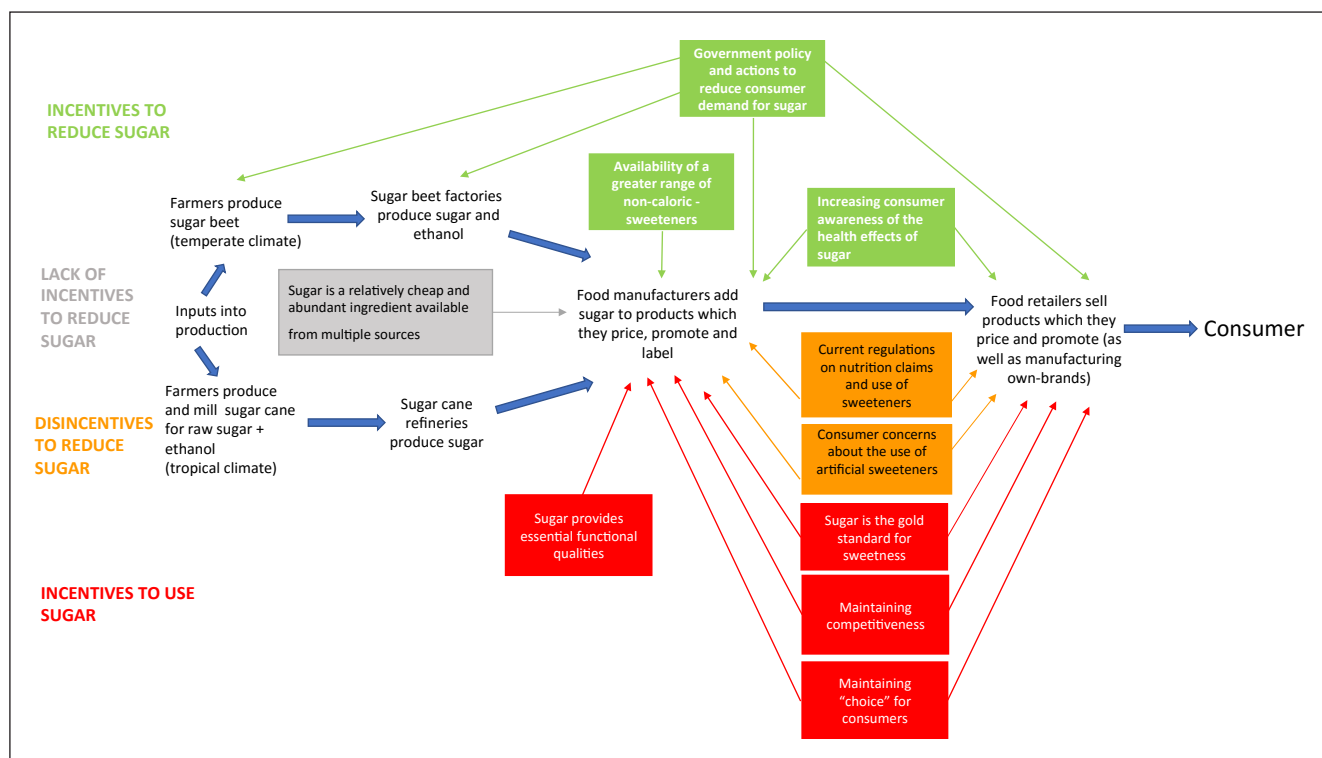 Government policy
and actions to
reduce consumer
demand for sugar
INCENTIVES TO
REDUCE SUGAR
Availability of a
greater range of
non-caloric -
sweeteners
Increasing consumer
awareness of the
health effects of
sugar
Farmers produce
sugar beet
(temperate climate)
Sugar beet factories
produce sugar and
ethanol
LACK OF
INCENTIVES
TO REDUCE
SUGAR
Inputs into
production
Sugar is a relatively cheap and
abundant ingredient available
from multiple sources
Food manufacturers add
sugar to products which
they price, promote and
label
Food retailers sell
products which they
price and promote (as
well as manufacturing
own-brands)
Consumer
Current regulations
on nutrition claims
and use of
sweeteners
DISINCENTIVES
TO REDUCE
SUGAR
Farmers produce
and mill sugar cane
for raw sugar +
ethanol
(tropical climate)
Sugar cane
refineries
produce sugar
Consumer concerns
about the use of
artificial sweeteners
Sugar provides
essential functional
qualities
Sugar is the gold
standard for
sweetness
INCENTIVES TO USE
SUGAR
Maintaining
competitiveness
Maintaining
“choice” for
consumers